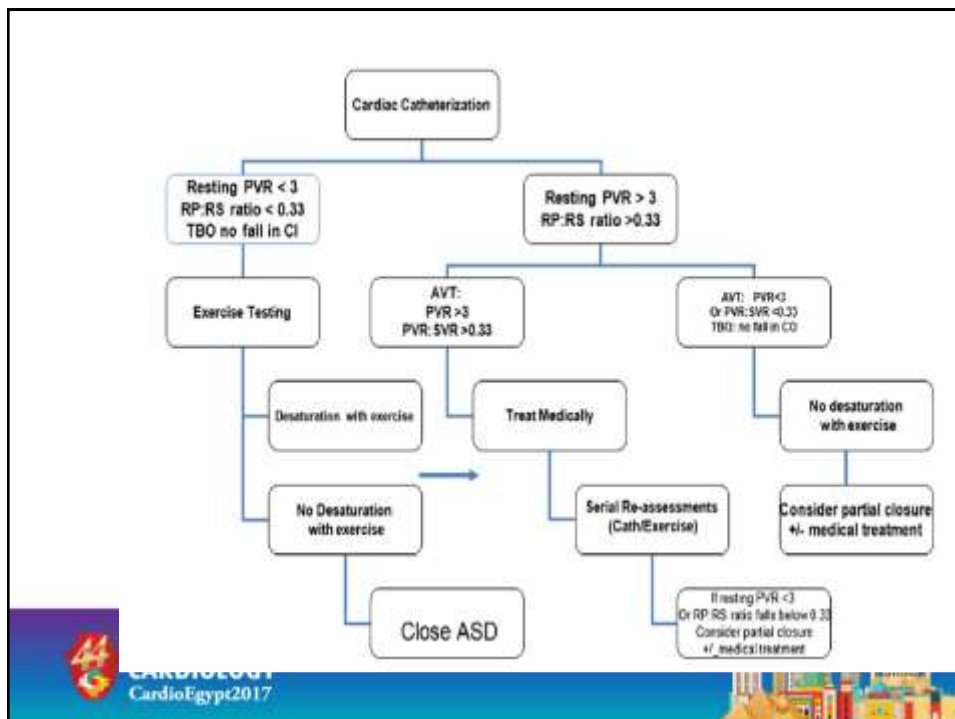 Cardiac Catheterization
Resting PVR < 3
RP:RS ratio < 0.33
TBO no fall in CI
Resting PVR > 3
RP:RS ratio >0.33
Exercise Testing
AVT:
PVR >3
PVR: SVR >0.33
AVT: PVR<3
Or PVR: SVR <0.33
TBO: no fall in CO
Desaturation with exercise
Treat Medically
No desaturation
with exercise
No Desaturation
with exercise
Serial Re-assessments
(Cath/Exercise)
Consider partial closure
+/- medical treatment
Close ASD
If resting PVR <3
Or RP:RS ratio falls below 0.33
Consider partial closure
+/_medical treatment
44
CARDIOLOGY
CardioEgypt2017